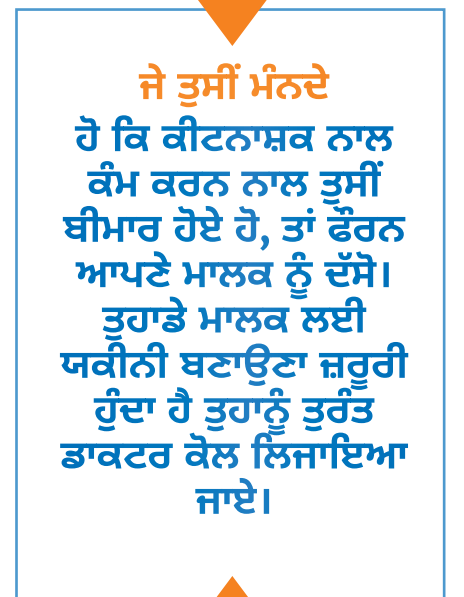 ਜੇ ਤੁਸੀਂ ਮੰਨਦੇ
ਹੋ ਕਿ ਕੀਟਨਾਸ਼ਕ ਨਾਲ
ਕੰਮ ਕਰਨ ਨਾਲ ਤੁਸੀਂ
ਬੀਮਾਰ ਹੋਏ ਹੋ, ਤਾਂ ਫੌਰਨ
ਆਪਣੇ ਮਾਲਕ ਨੂੰ ਦੱਸੋ।
ਤੁਹਾਡੇ ਮਾਲਕ ਲਈ
ਯਕੀਨੀ ਬਣਾਉਣਾ ਜ਼ਰੂਰੀ
ਹੁੰਦਾ ਹੈ ਤੁਹਾਨੂੰ ਤੁਰੰਤ
ਡਾਕਟਰ ਕੋਲ ਲਿਜਾਇਆ
ਜਾਏ।